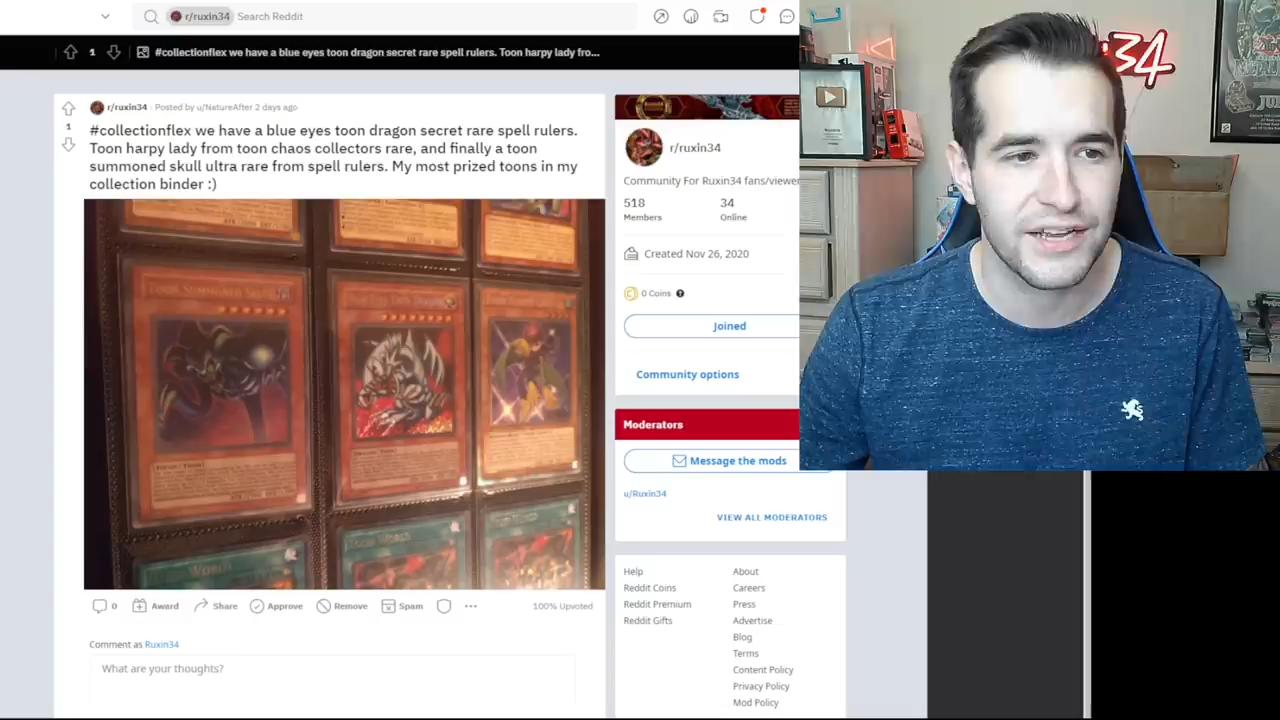 r/ruxin34 Search Reddit
1 #collectionflex we have a blue eyes toon dragon secret rare spell rulers. Toon harpy lady fro...
r/ruxin34 · Posted by u/NatureAfter 2 days ago
1
#collectionflex we have a blue eyes toon dragon secret rare spell rulers.
Toon harpy lady from toon chaos collectors rare, and finally a toon
summoned skull ultra rare from spell rulers. My most prized toons in my
collection binder :)
TOON SUMMONED SKULL
0 Award Share Approve Remove Spam ... 100% Upvoted
Comment as Ruxin34
What are your thoughts?
r/ruxin34
Community For Ruxin34 fans/viewer
518 34
Members Online
Created Nov 26, 2020
0 Coins
Joined
Community options
Moderators
Message the mods
u/Ruxin34
VIEW ALL MODERATORS
Help About
Reddit Coins Careers
Reddit Premium Press
Reddit Gifts Advertise
Blog
Terms
Content Policy
Privacy Policy
Mod Policy
34